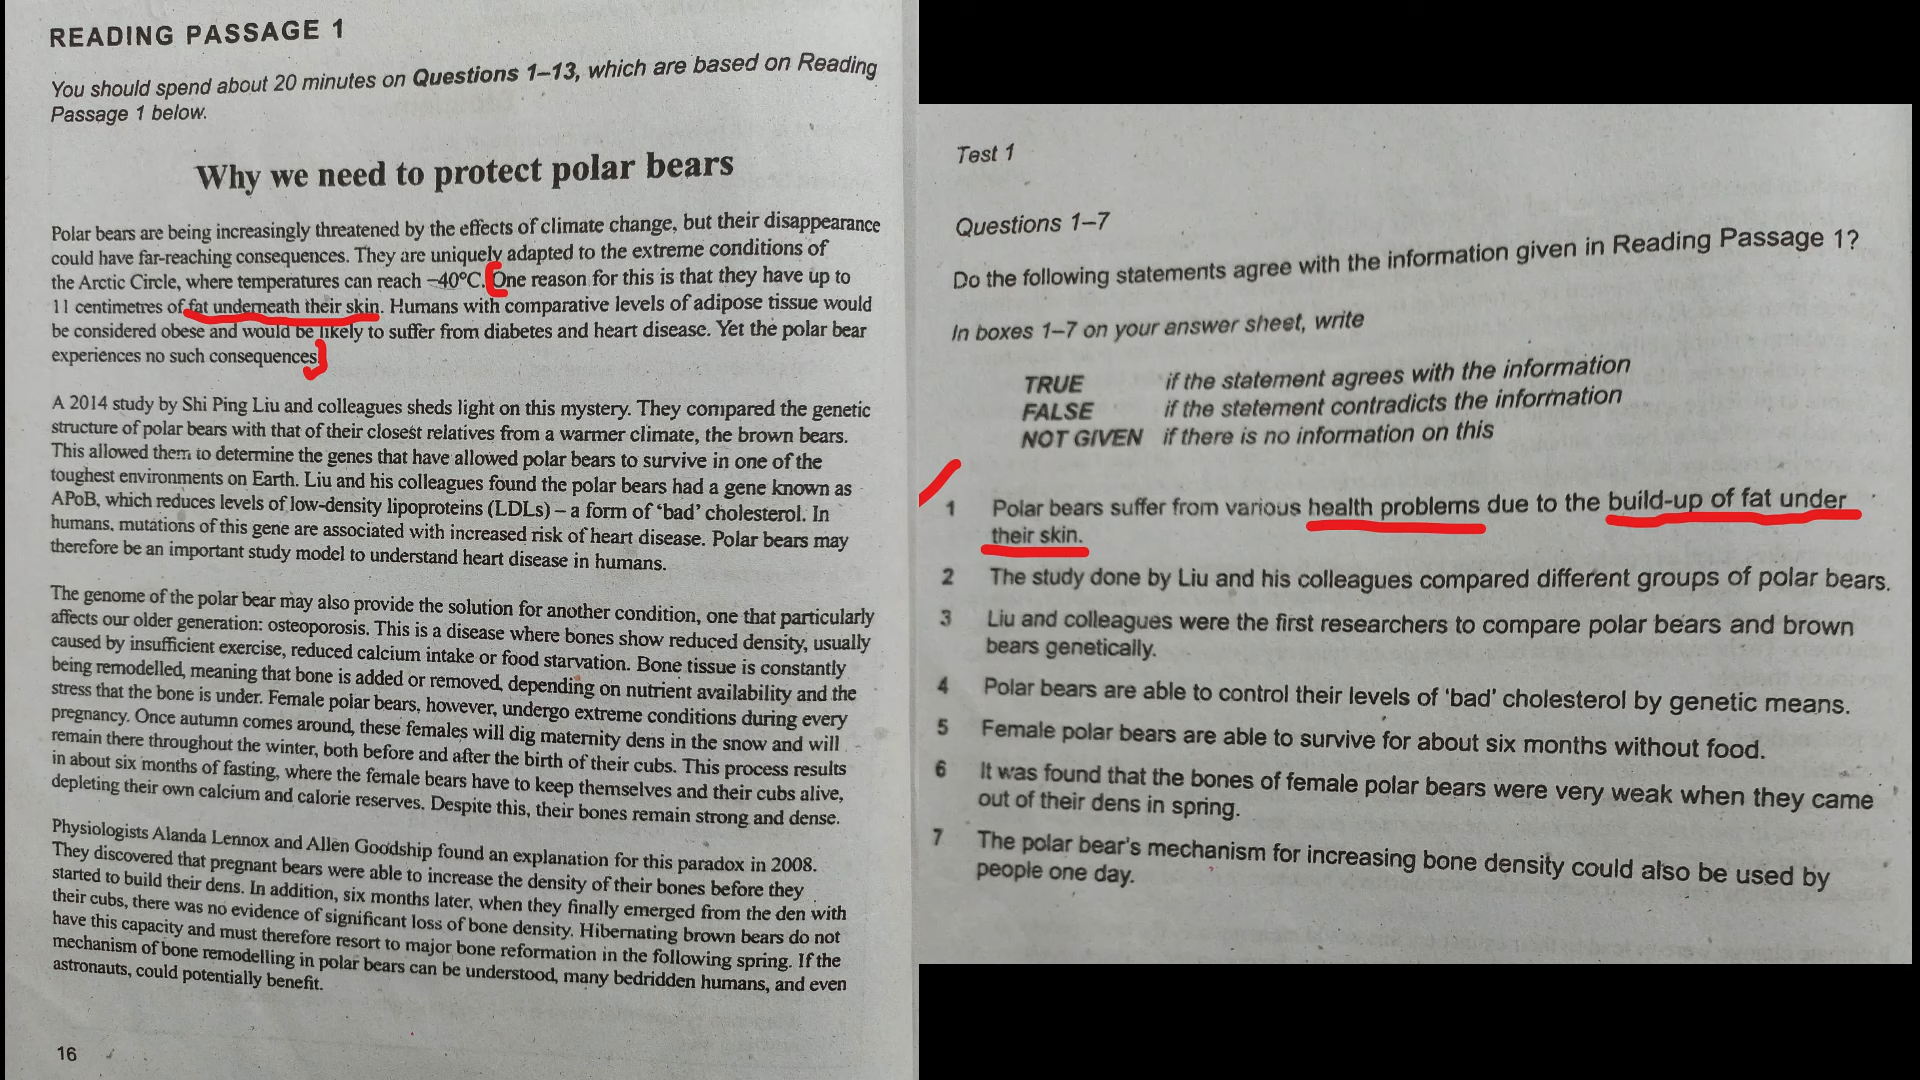 READING PASSAGE 1
You should spend about 20 minutes on Questions 1–13, which are based on Reading
Passage 1 below.
Why we need to protect polar bears
Polar bears are being increasingly threatened by the effects of climate change, but their disappearance
could have far-reaching consequences. They are uniquely adapted to the extreme conditions of
the Arctic Circle, where temperatures can reach –40°C. One reason for this is that they have up to
11 centimetres of fat underneath their skin. Humans with comparative levels of adipose tissue would
be considered obese and would be likely to suffer from diabetes and heart disease. Yet the polar bear
experiences no such consequences.
A 2014 study by Shi Ping Liu and colleagues sheds light on this mystery. They compared the genetic
structure of polar bears with that of their closest relatives from a warmer climate, the brown bears.
This allowed them to determine the genes that have allowed polar bears to survive in one of the
toughest environments on Earth. Liu and his colleagues found the polar bears had a gene known as
APoB, which reduces levels of low-density lipoproteins (LDLs) – a form of 'bad' cholesterol. In
humans, mutations of this gene are associated with increased risk of heart disease. Polar bears may
therefore be an important study model to understand heart disease in humans.
The genome of the polar bear may also provide the solution for another condition, one that particularly
affects our older generation: osteoporosis. This is a disease where bones show reduced density, usually
caused by insufficient exercise, reduced calcium intake or food starvation. Bone tissue is constantly
being remodelled, meaning that bone is added or removed, depending on nutrient availability and the
stress that the bone is under. Female polar bears, however, undergo extreme conditions during every
pregnancy. Once autumn comes around, these females will dig maternity dens in the snow and will
remain there throughout the winter, both before and after the birth of their cubs. This process results
in about six months of fasting, where the female bears have to keep themselves and their cubs alive,
depleting their own calcium and calorie reserves. Despite this, their bones remain strong and dense.
Physiologists Alanda Lennox and Allen Goodship found an explanation for this paradox in 2008.
They discovered that pregnant bears were able to increase the density of their bones before they
started to build their dens. In addition, six months later, when they finally emerged from the den with
their cubs, there was no evidence of significant loss of bone density. Hibernating brown bears do not
have this capacity and must therefore resort to major bone reformation in the following spring. If the
mechanism of bone remodelling in polar bears can be understood, many bedridden humans, and even
astronauts, could potentially benefit.
16
Test 1
Questions 1–7
Do the following statements agree with the information given in Reading Passage 1?
In boxes 1–7 on your answer sheet, write
TRUE if the statement agrees with the information
FALSE if the statement contradicts the information
NOT GIVEN if there is no information on this
1 Polar bears suffer from various health problems due to the build-up of fat under
their skin.
2 The study done by Liu and his colleagues compared different groups of polar bears.
3 Liu and colleagues were the first researchers to compare polar bears and brown
bears genetically.
4 Polar bears are able to control their levels of 'bad' cholesterol by genetic means.
5 Female polar bears are able to survive for about six months without food.
6 It was found that the bones of female polar bears were very weak when they came
out of their dens in spring.
7 The polar bear's mechanism for increasing bone density could also be used by
people one day.